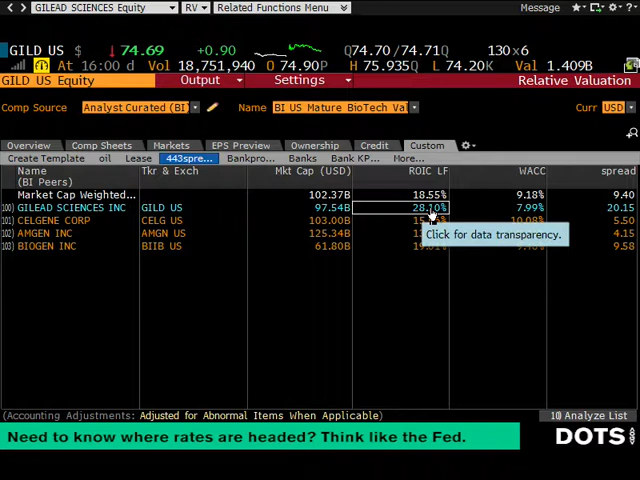 GILEAD SCIENCES Equity RV Related Functions Menu Message
GILD US $ 74.69 +0.90 Q74.70/74.71Q 130x6
At 16:00 d Vol 18,751,940 O 74.90P H 75.935Q L 74.20K Val 1.409B
GILD US Equity Output Settings Relative Valuation
Comp Source Analyst Curated (BI Name BI US Mature BioTech Val Curr USD
Overview Comp Sheets Markets EPS Preview Ownership Credit Custom
Create Template oil Lease 443spre... Bankpro... Banks Bank KP... More...
Name Tkr & Exch Mkt Cap (USD) ROIC LF WACC spread
(BI Peers)
Market Cap Weighted... 102.37B 18.55% 9.18% 9.40
100) GILEAD SCIENCES INC GILD US 97.54B 28.10% 7.99% 20.15
101) CELGENE CORP CELG US 103.00B 10.08% 5.50
102) AMGEN INC AMGN US 125.34B 4.15
103) BIOGEN INC BIIB US 61.80B 9.58
Click for data transparency.
(Accounting Adjustments: Adjusted for Abnormal Items When Applicable) 10) Analyze List
Need to know where rates are headed? Think like the Fed. DOTS